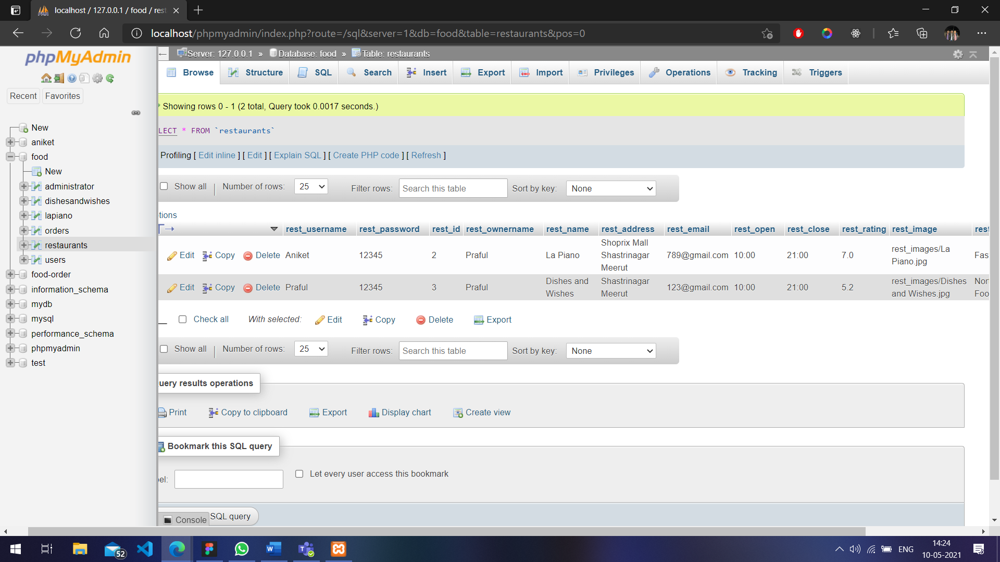 localhost / 127.0.0.1 / food / rest
localhost/phpmyadmin/index.php?route=/sql&server=1&db=food&table=restaurants&pos=0
phpMyAdmin
Recent Favorites
New
aniket
food
New
administrator
dishesandwishes
lapiano
orders
restaurants
users
food-order
information_schema
mydb
mysql
performance_schema
phpmyadmin
test
Server: 127.0.0.1 » Database: food » Table: restaurants
Browse Structure SQL Search Insert Export Import Privileges Operations Tracking Triggers
Showing rows 0 - 1 (2 total, Query took 0.0017 seconds.)
LECT * FROM `restaurants`
Profiling [ Edit inline ] [ Edit ] [ Explain SQL ] [ Create PHP code ] [ Refresh ]
Show all | Number of rows: 25 Filter rows: Search this table Sort by key: None
tions
rest_username rest_password rest_id rest_ownername rest_name rest_address rest_email rest_open rest_close rest_rating rest_image rest
Edit Copy Delete Aniket 12345 2 Praful La Piano Shoprix Mall Shastrinagar Meerut 789@gmail.com 10:00 21:00 7.0 rest_images/La Piano.jpg Fas
Edit Copy Delete Praful 12345 3 Praful Dishes and Wishes Shastrinagar Meerut 123@gmail.com 10:00 21:00 5.2 rest_images/Dishes and Wishes.jpg Nor Foo
Check all With selected: Edit Copy Delete Export
Show all | Number of rows: 25 Filter rows: Search this table Sort by key: None
uery results operations
Print Copy to clipboard Export Display chart Create view
Bookmark this SQL query
el: Let every user access this bookmark
Console SQL query
52
ENG
14:24
10-05-2021